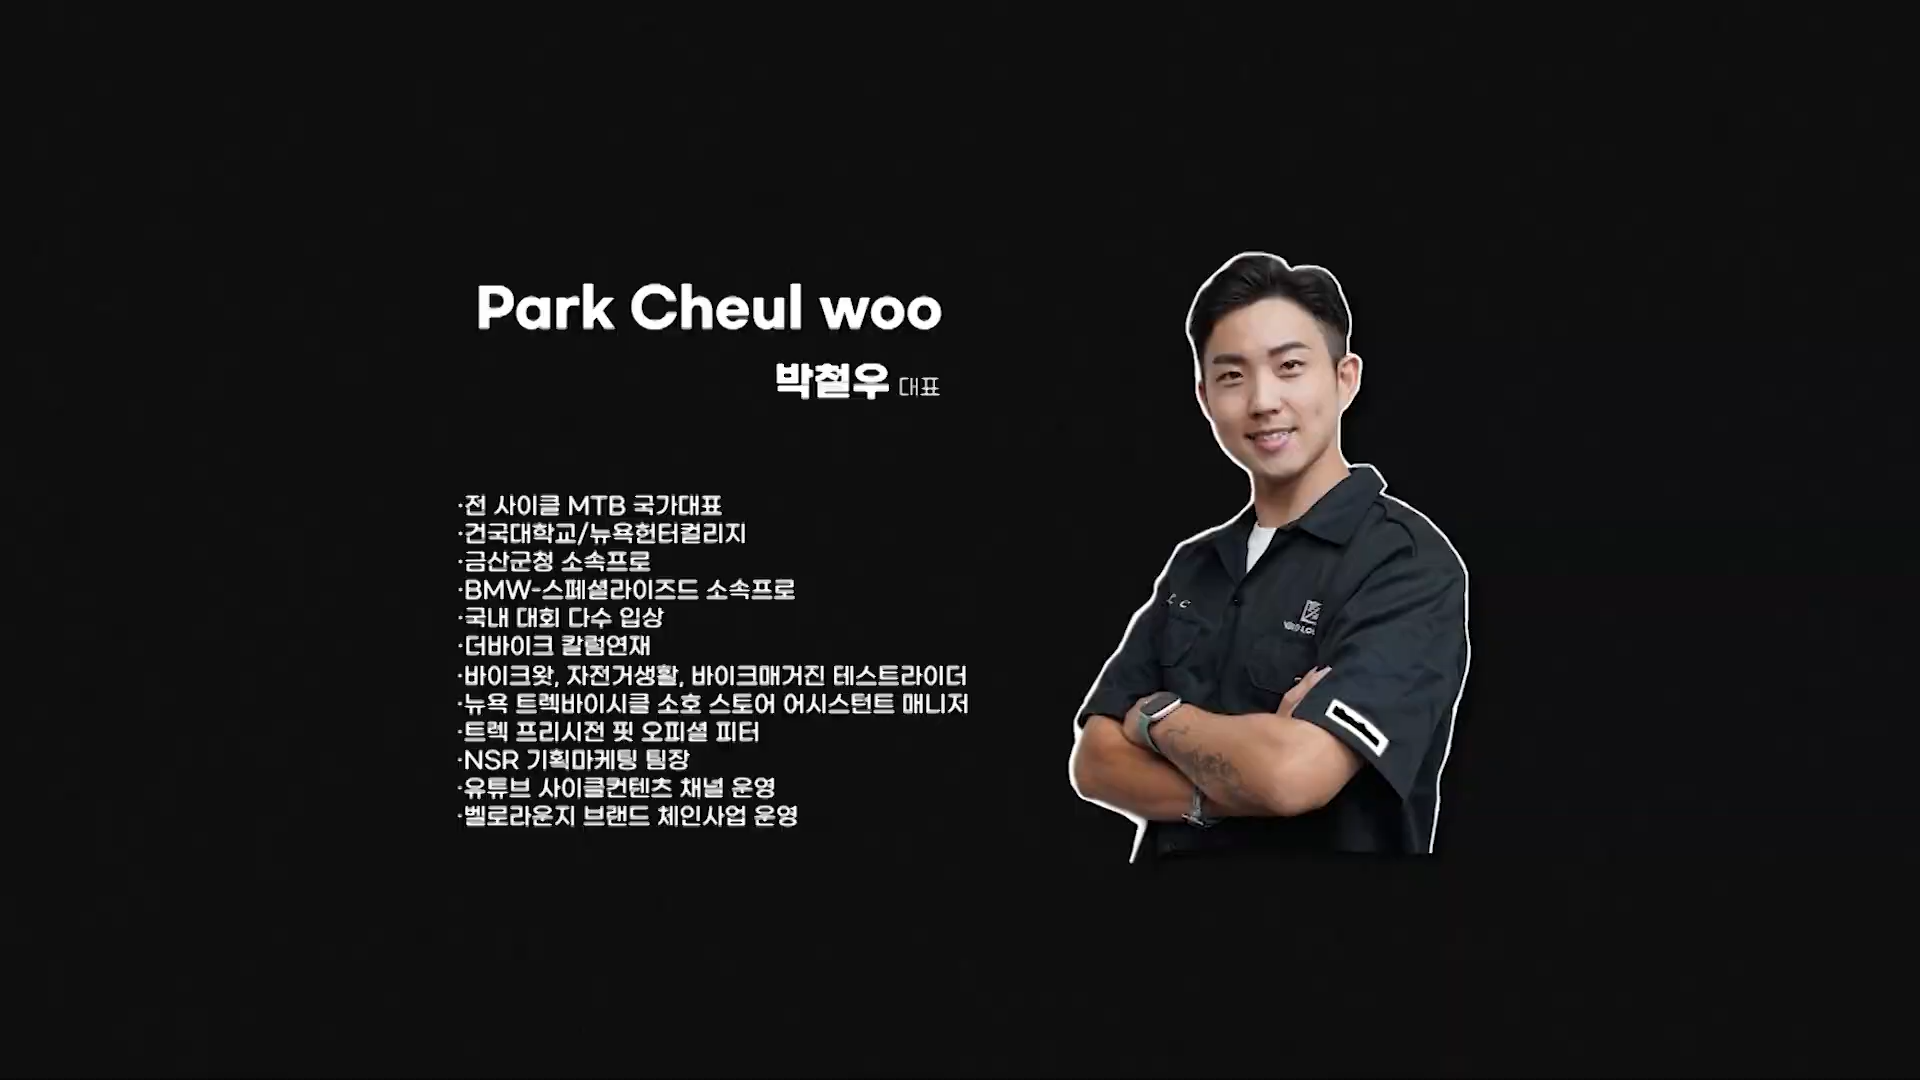 Park Cheul woo
박철우 대표
·전 사이클 MTB 국가대표
·건국대학교/뉴욕헌터컬리지
·금산군청 소속프로
·BMW-스페셜라이즈드 소속프로
·국내 대회 다수 입상
·더바이크 칼럼연재
·바이크왓, 자전거생활, 바이크매거진 테스트라이더
·뉴욕 트렉바이시클 소호 스토어 어시스턴트 매니저
·트렉 프리시전 핏 오피셜 피터
·NSR 기획마케팅 팀장
·유튜브 사이클컨텐츠 채널 운영
·벨로라운지 브랜드 체인사업 운영